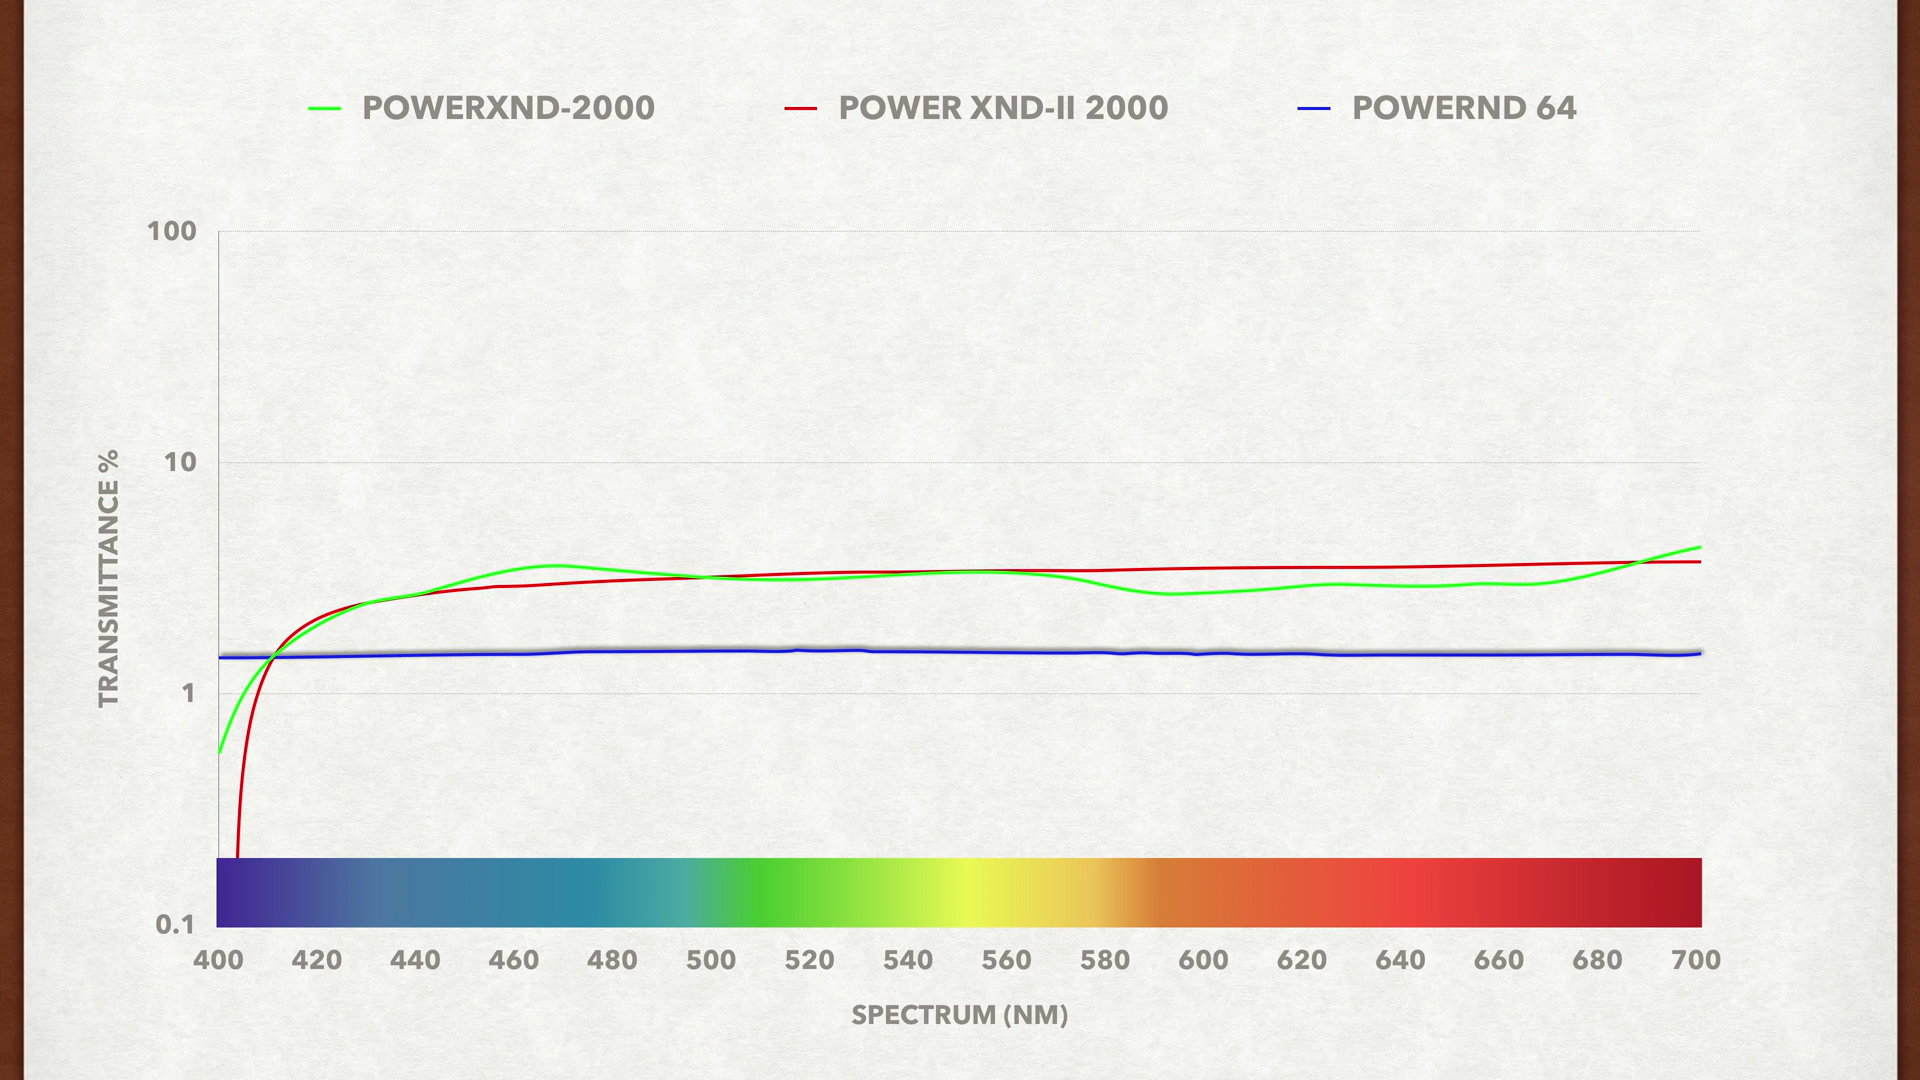 POWERXND-2000 POWER XND-II 2000 POWERND 64
100
10
1
0.1
TRANSMITTANCE %
400 420 440 460 480 500 520 540 560 580 600 620 640 660 680 700
SPECTRUM (NM)